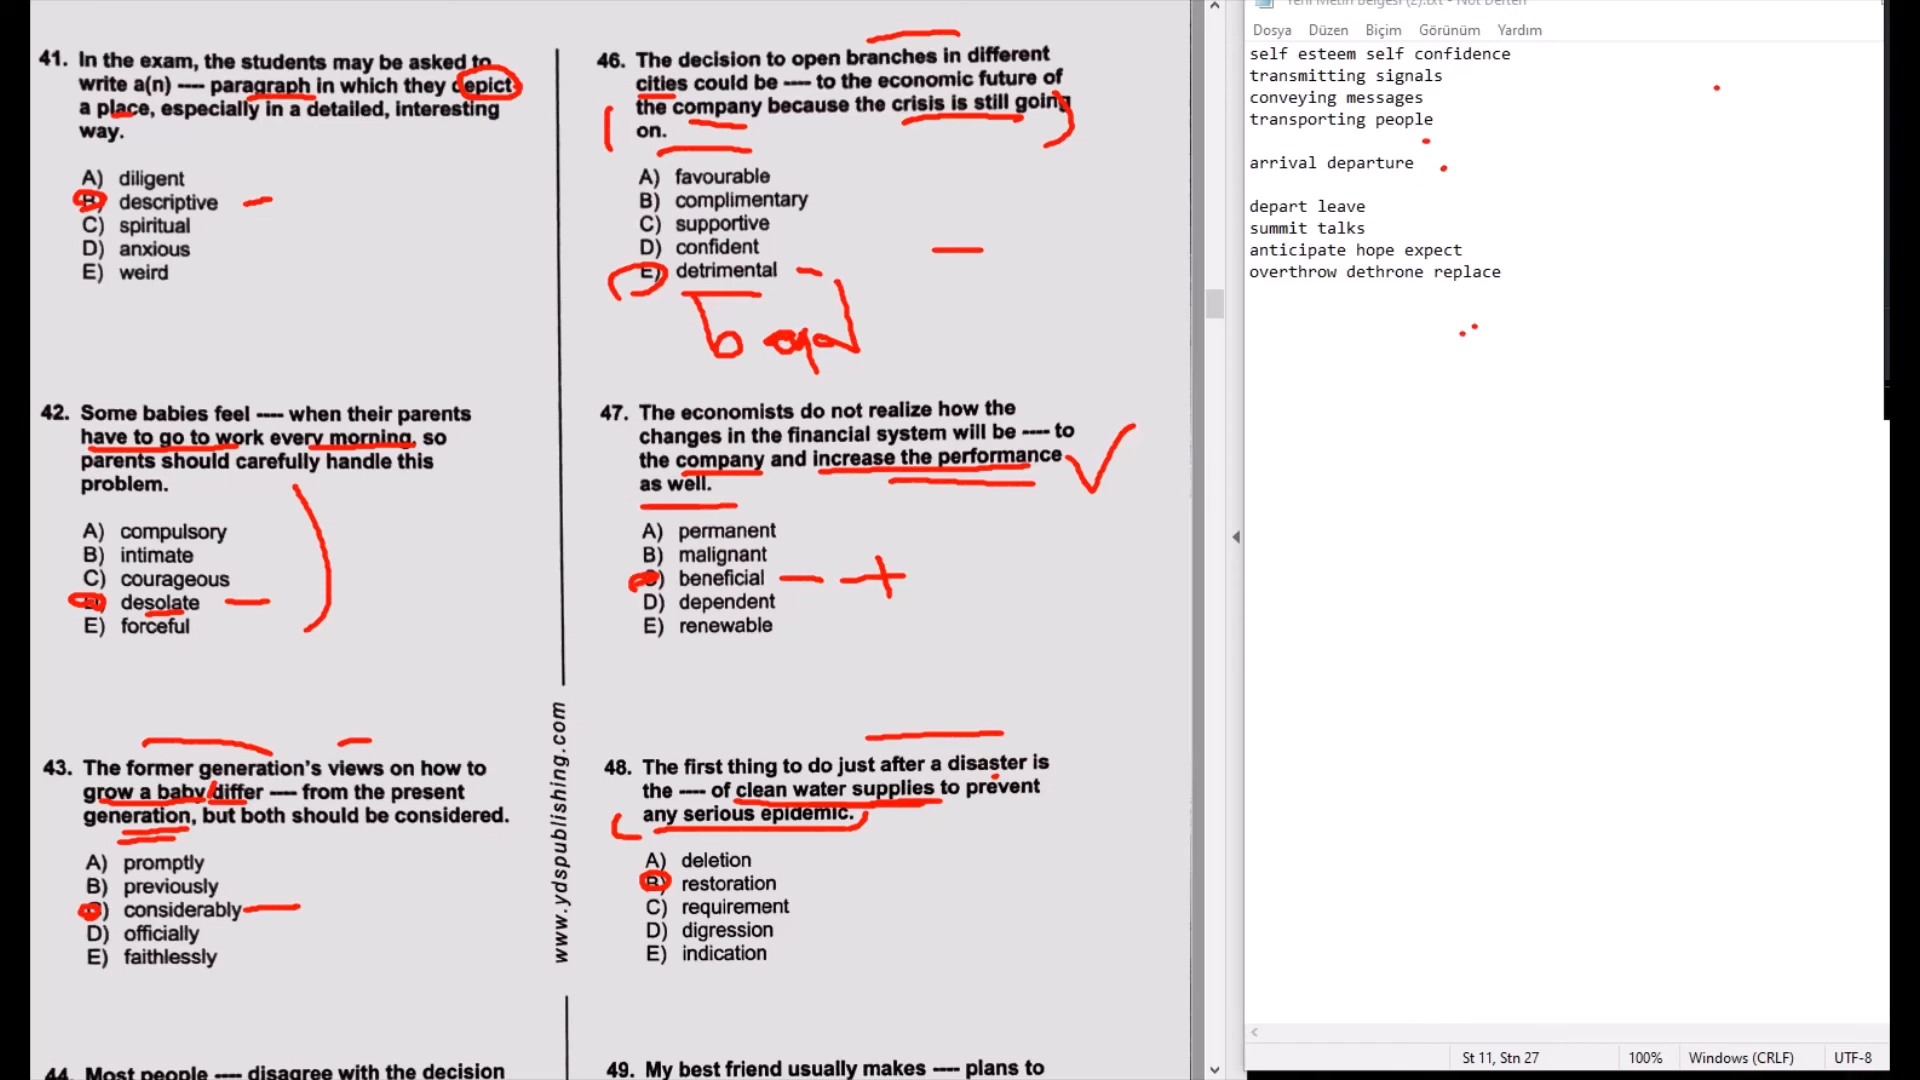 41. In the exam, the students may be asked to
write a(n) ---- paragraph in which they depict
a place, especially in a detailed, interesting
way.
A) diligent
B) descriptive
C) spiritual
D) anxious
E) weird
42. Some babies feel ---- when their parents
have to go to work every morning, so
parents should carefully handle this
problem.
A) compulsory
B) intimate
C) courageous
D) desolate
E) forceful
43. The former generation's views on how to
grow a baby differ ---- from the present
generation, but both should be considered.
A) promptly
B) previously
C) considerably
D) officially
E) faithlessly
44. Most people ---- disagree with the decision
www.ydspublishing.com
46. The decision to open branches in different
cities could be ---- to the economic future of
the company because the crisis is still going
on.
A) favourable
B) complimentary
C) supportive
D) confident
E) detrimental
47. The economists do not realize how the
changes in the financial system will be ---- to
the company and increase the performance
as well.
A) permanent
B) malignant
C) beneficial
D) dependent
E) renewable
48. The first thing to do just after a disaster is
the ---- of clean water supplies to prevent
any serious epidemic.
A) deletion
B) restoration
C) requirement
D) digression
E) indication
49. My best friend usually makes ---- plans to
Yeni Metin Belgesi (2).txt - Not Defteri
Dosya Düzen Biçim Görünüm Yardım
self esteem self confidence
transmitting signals
conveying messages
transporting people
arrival departure
depart leave
summit talks
anticipate hope expect
overthrow dethrone replace
St 11, Stn 27 100% Windows (CRLF) UTF-8